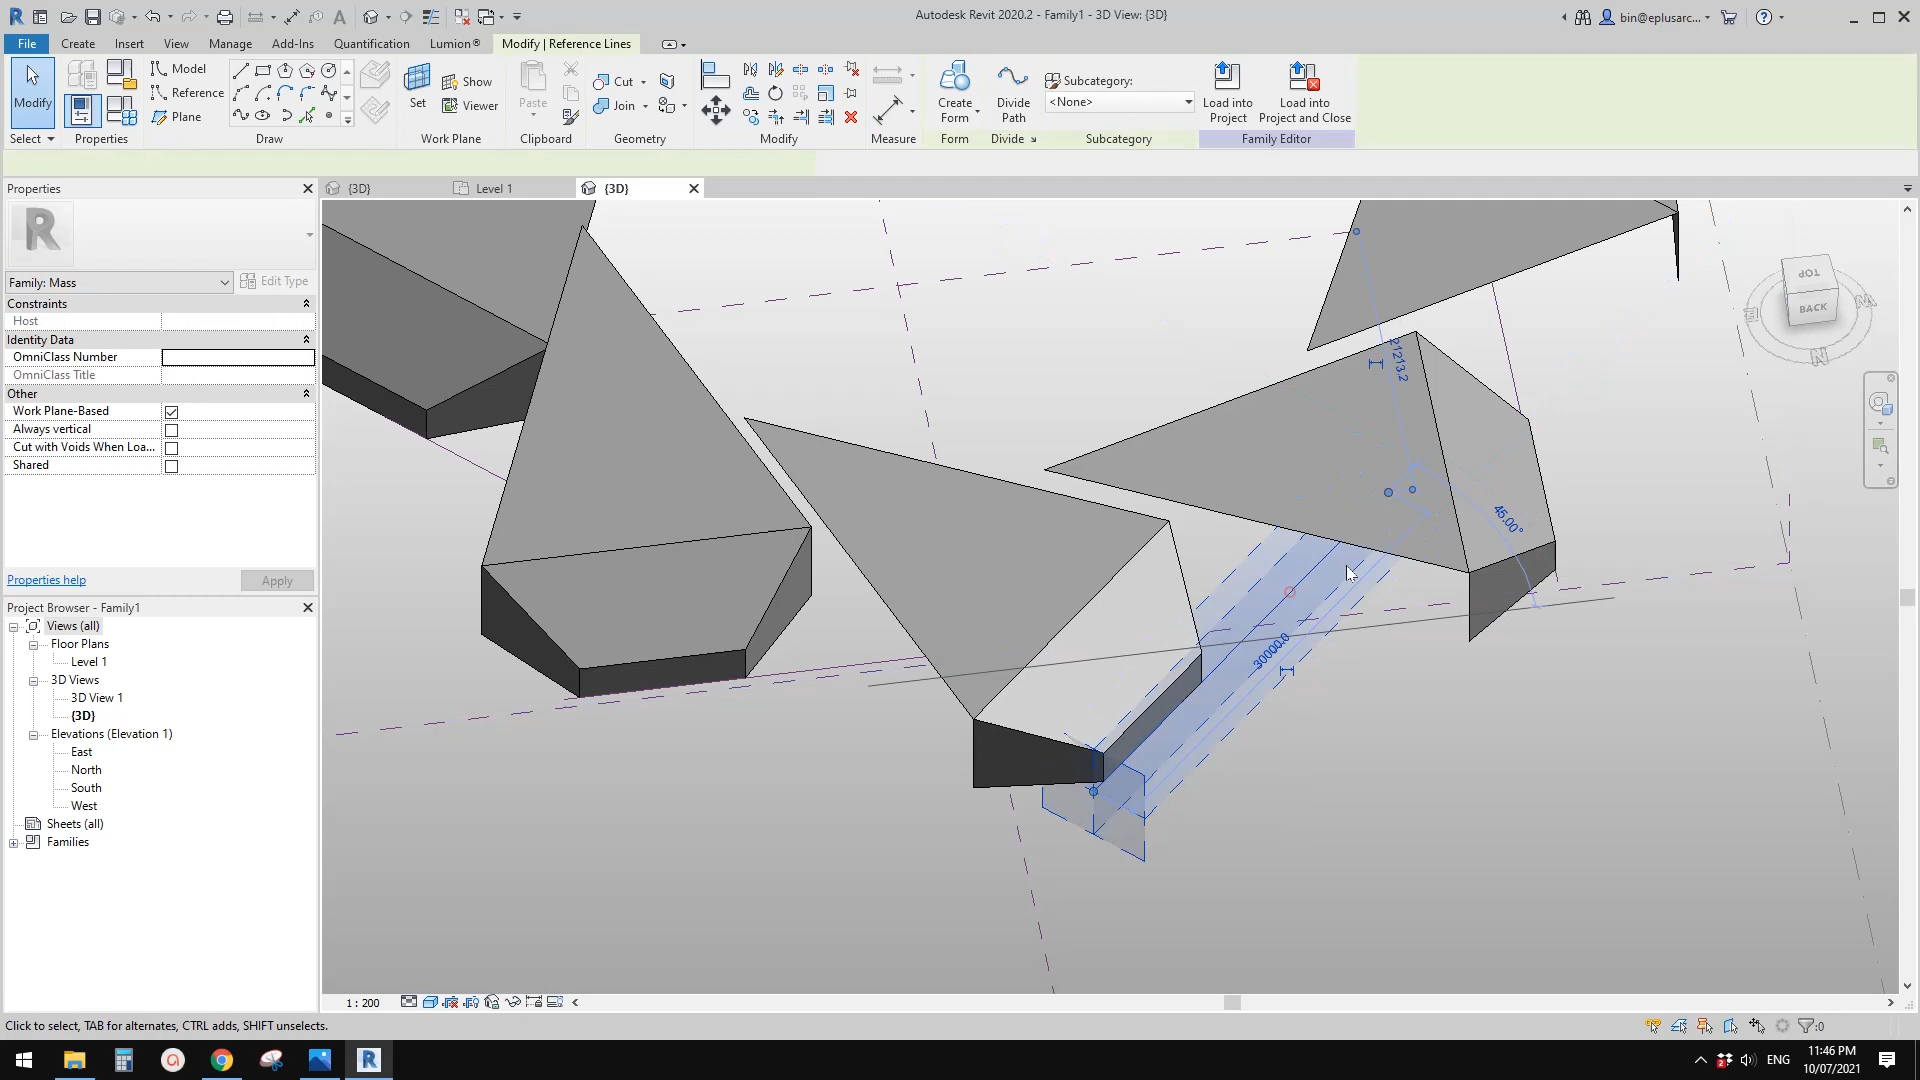 Autodesk Revit 2020.2 - Family1 - 3D View: {3D}
bin@eplusarc...
File
Create
Insert
View
Manage
Add-Ins
Quantification
Lumion®
Modify | Reference Lines
Modify
Model
Reference
Plane
Set
Show
Viewer
Paste
Cut
Join
Create
Form
Divide
Path
Subcategory:
<None>
Load into
Project
Load into
Project and Close
Select
Properties
Draw
Work Plane
Clipboard
Geometry
Modify
Measure
Form
Divide
Subcategory
Family Editor
Properties
{3D}
Level 1
{3D}
R
Family: Mass
Edit Type
Constraints
Host
Identity Data
OmniClass Number
OmniClass Title
Other
Work Plane-Based
Always vertical
Cut with Voids When Loa...
Shared
Properties help
Apply
Project Browser - Family1
Views (all)
Floor Plans
Level 1
3D Views
3D View 1
{3D}
Elevations (Elevation 1)
East
North
South
West
Sheets (all)
Families
TOP
BACK
E
W
N
21213.2
45.00°
30000.0
1 : 200
Click to select, TAB for alternates, CTRL adds, SHIFT unselects.
:0
ENG
11:46 PM
10/07/2021